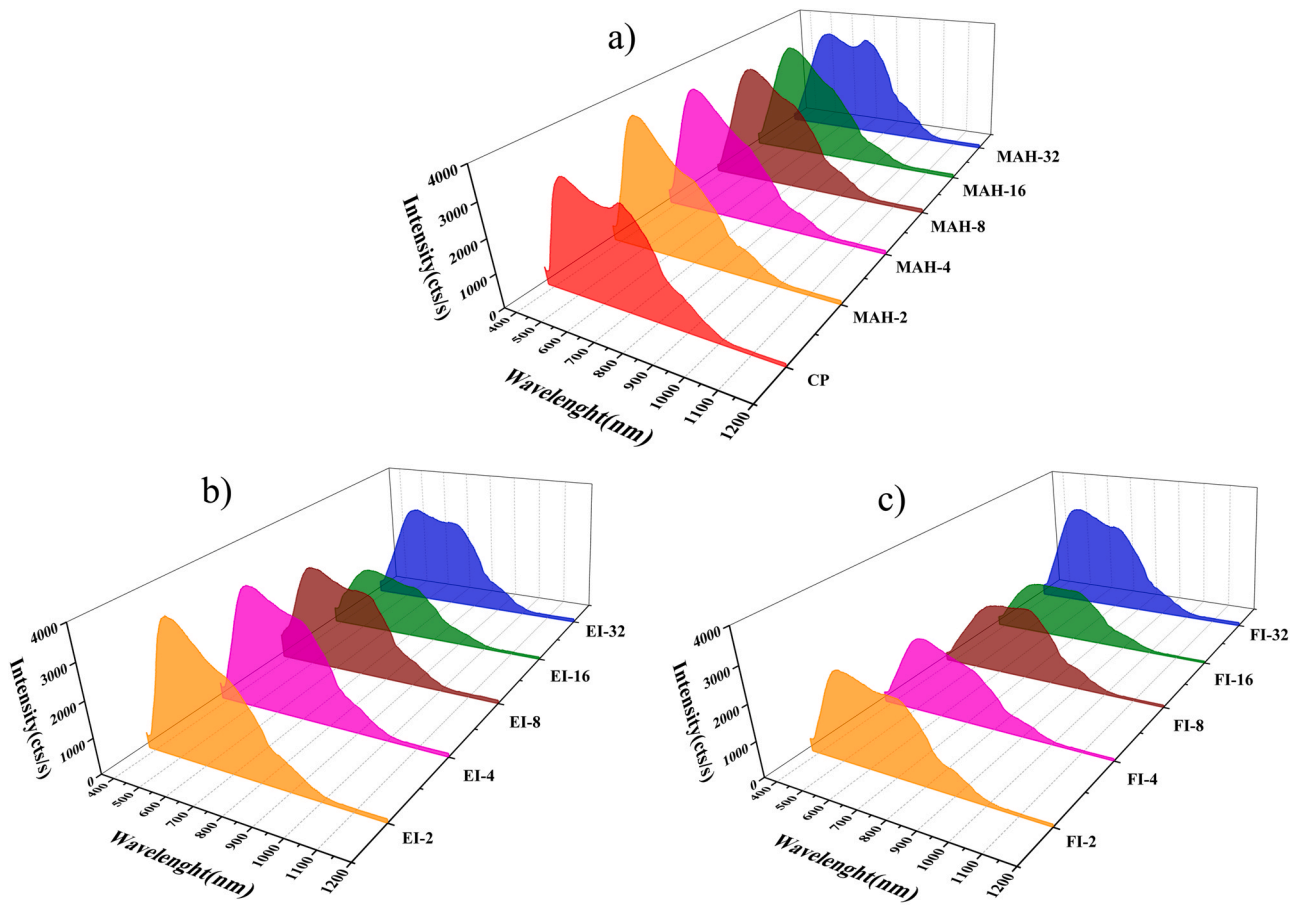 a)
4000
3000
2000
1000
0
Intensity(cts/s)
400
500
600
700
800
900
1000
1100
1200
Wavelenght(nm)
CP
MAH-2
MAH-4
MAH-8
MAH-16
MAH-32
b)
4000
3000
2000
1000
0
Intensity(cts/s)
400
500
600
700
800
900
1000
1100
1200
Wavelenght(nm)
EI-2
EI-4
EI-8
EI-16
EI-32
c)
4000
3000
2000
1000
0
Intensity(cts/s)
400
500
600
700
800
900
1000
1100
1200
Wavelenght(nm)
FI-2
FI-4
FI-8
FI-16
FI-32